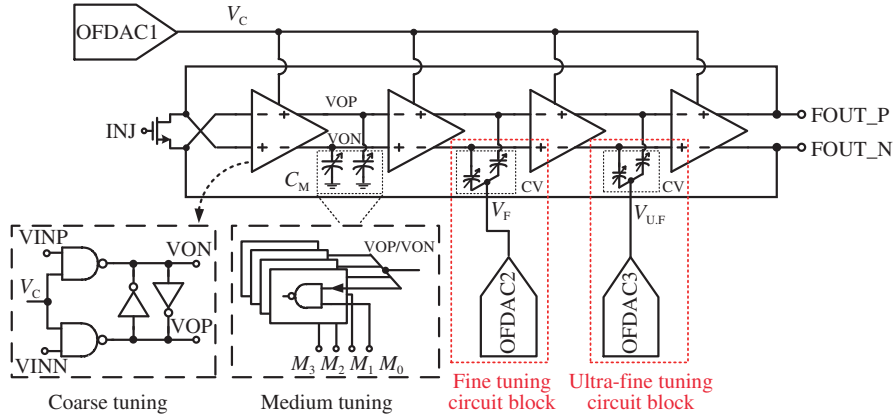 OFDAC1
V_C
INJ
VOP
VON
FOUT_P
FOUT_N
C_M
CV
CV
V_F
V_U.F
OFDAC2
OFDAC3
VINP
V_C
VINN
VON
VOP
VOP/VON
M_3 M_2 M_1 M_0
Coarse tuning
Medium tuning
Fine tuning
circuit block
Ultra-fine tuning
circuit block